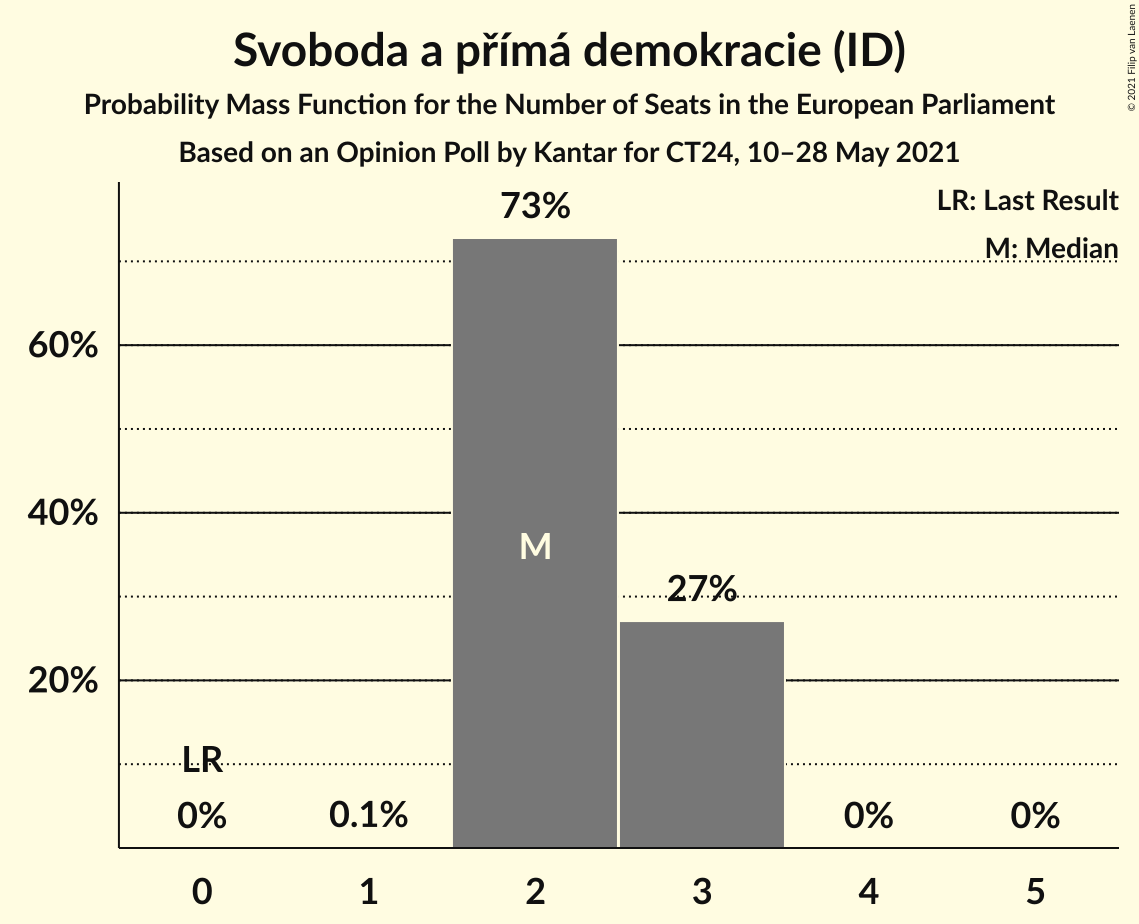 Svoboda a přímá demokracie (ID)
Probability Mass Function for the Number of Seats in the European Parliament
Based on an Opinion Poll by Kantar for CT24, 10–28 May 2021
© 2021 Filip van Laenen
LR: Last Result
M: Median
73%
60%
40%
M
27%
20%
LR
0%
0.1%
0%
0%
0
1
2
3
4
5